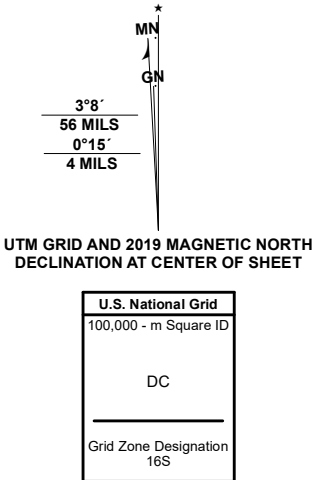 MN
GN
3°8´
56 MILS
0°15´
4 MILS
UTM GRID AND 2019 MAGNETIC NORTH
DECLINATION AT CENTER OF SHEET
U.S. National Grid
100,000 - m Square ID
DC
Grid Zone Designation
16S